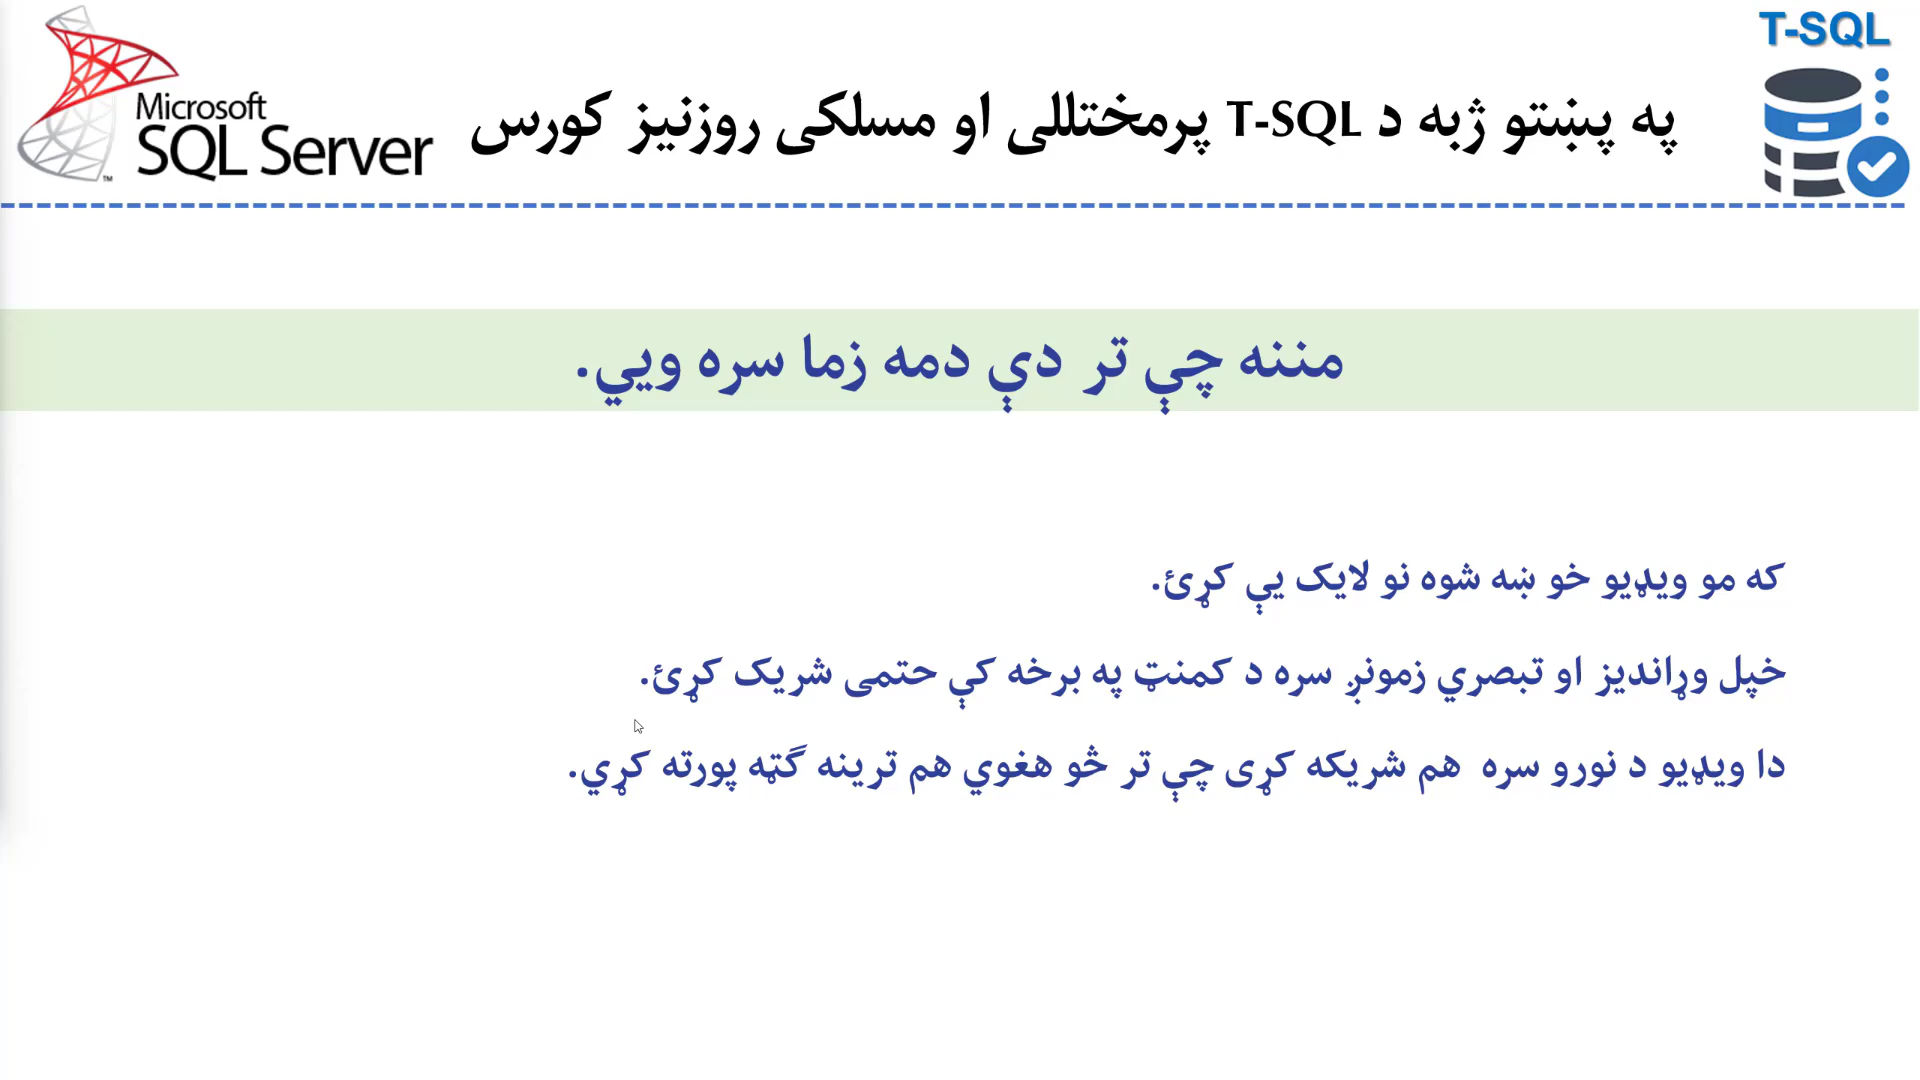 T-SQL
Microsoft
SQL Server
په پښتو ژبه د T-SQL پرمختللی او مسلکی روزنیز کورس
مننه چې تر دې دمه زما سره ویي.
که مو ویډیو خو ښه شوه نو لایک یې کړئ.
خپل وړاندیز او تبصري زمونږ سره د کمنټ په برخه کې حتمی شریک کړئ.
دا ویډیو د نورو سره هم شریکه کړی چې تر څو هغوي هم ترینه ګټه پورته کړي.